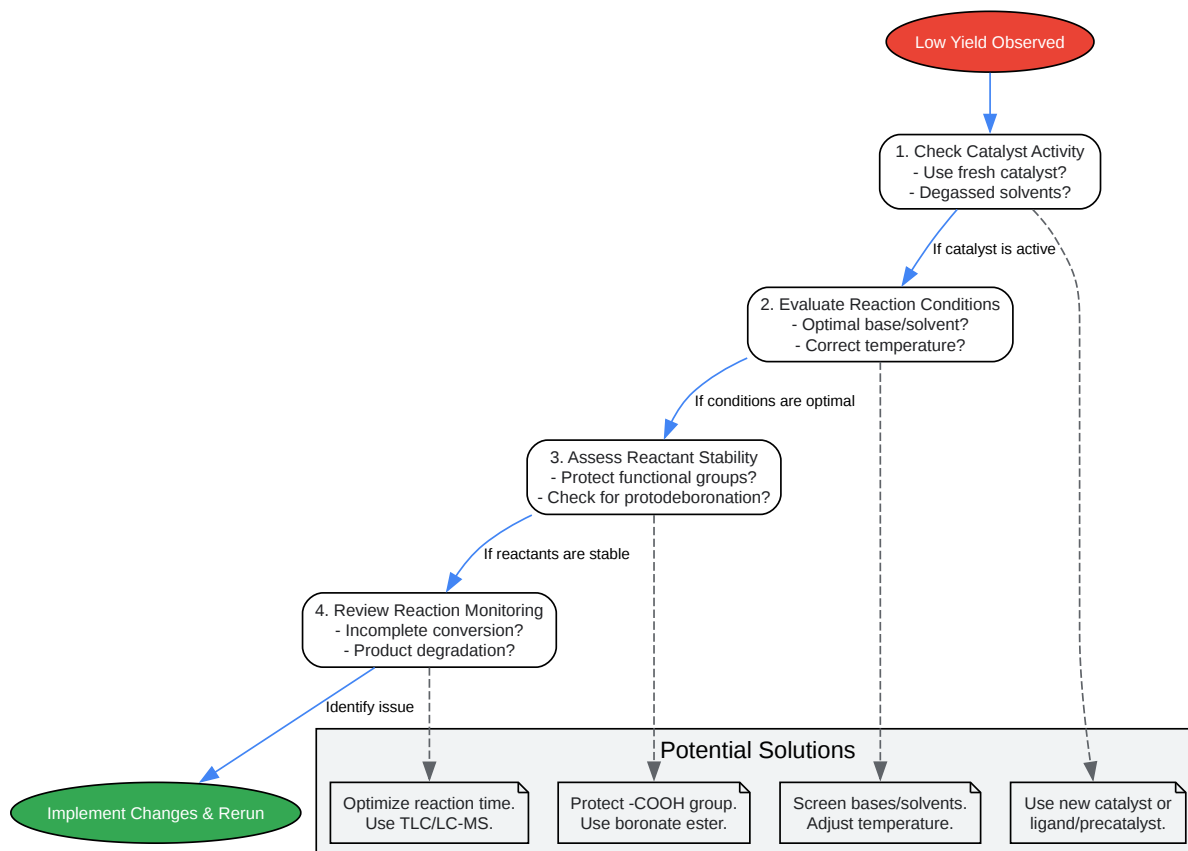 Low Yield Observed
1. Check Catalyst Activity
- Use fresh catalyst?
- Degassed solvents?
If catalyst is active
2. Evaluate Reaction Conditions
- Optimal base/solvent?
- Correct temperature?
If conditions are optimal
3. Assess Reactant Stability
- Protect functional groups?
- Check for protodeboronation?
If reactants are stable
4. Review Reaction Monitoring
- Incomplete conversion?
- Product degradation?
Identify issue
Implement Changes & Rerun
Potential Solutions
Optimize reaction time.
Use TLC/LC-MS.
Protect -COOH group.
Use boronate ester.
Screen bases/solvents.
Adjust temperature.
Use new catalyst or
ligand/precatalyst.